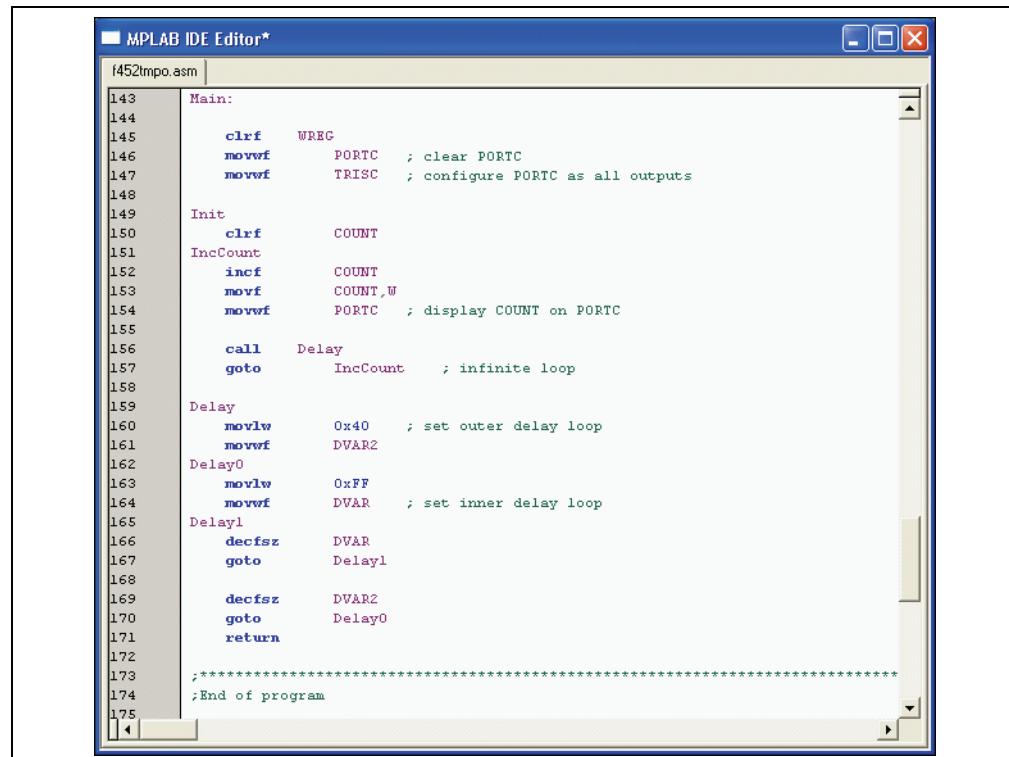 MPLAB IDE Editor*
f452tmpo.asm
143 Main:
144
145 clrf WREG
146 movwf PORTC ; clear PORTC
147 movwf TRISC ; configure PORTC as all outputs
148
149 Init
150 clrf COUNT
151 IncCount
152 incf COUNT
153 movf COUNT,W
154 movwf PORTC ; display COUNT on PORTC
155
156 call Delay
157 goto IncCount ; infinite loop
158
159 Delay
160 movlw 0x40 ; set outer delay loop
161 movwf DVAR2
162 Delay0
163 movlw 0xFF
164 movwf DVAR ; set inner delay loop
165 Delay1
166 decfsz DVAR
167 goto Delay1
168
169 decfsz DVAR2
170 goto Delay0
171 return
172
173 ;******************************************************************************
174 ;End of program
175